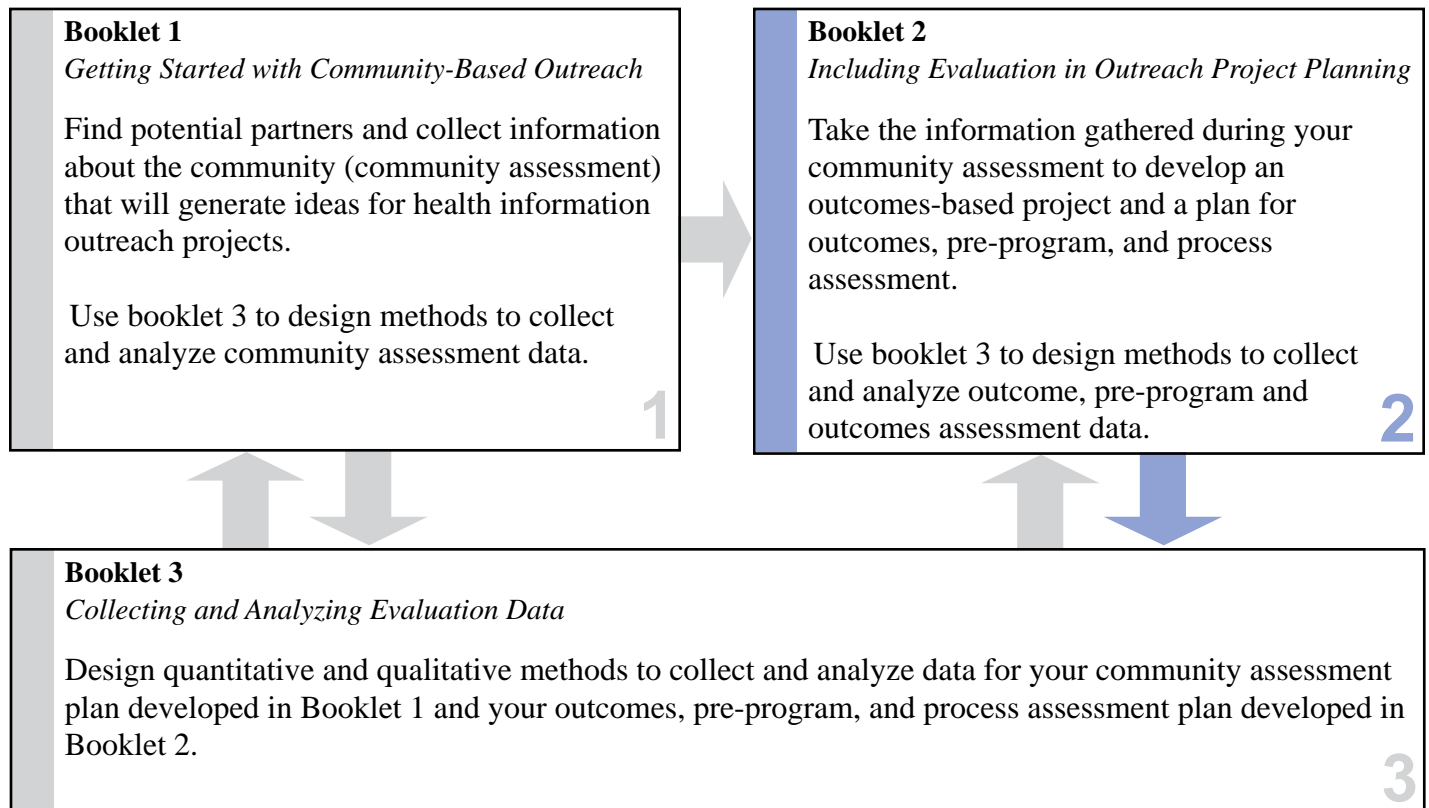 Booklet 1
Getting Started with Community-Based Outreach
Find potential partners and collect information
about the community (community assessment)
that will generate ideas for health information
outreach projects.
Use booklet 3 to design methods to collect
and analyze community assessment data.
1
Booklet 2
Including Evaluation in Outreach Project Planning
Take the information gathered during your
community assessment to develop an
outcomes-based project and a plan for
outcomes, pre-program, and process
assessment.
Use booklet 3 to design methods to collect
and analyze outcome, pre-program and
outcomes assessment data.
2
Booklet 3
Collecting and Analyzing Evaluation Data
Design quantitative and qualitative methods to collect and analyze data for your community assessment
plan developed in Booklet 1 and your outcomes, pre-program, and process assessment plan developed in
Booklet 2.
3